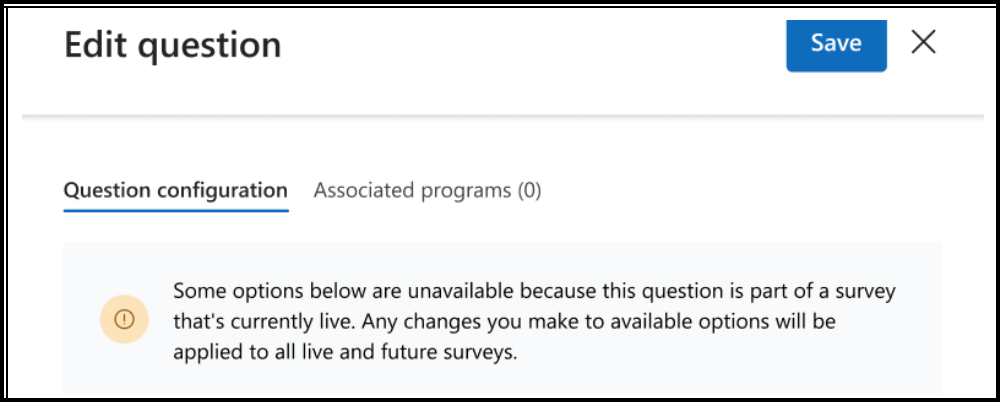 Edit question
Save
Question configuration
Associated programs (0)
Some options below are unavailable because this question is part of a survey
that's currently live. Any changes you make to available options will be
applied to all live and future surveys.